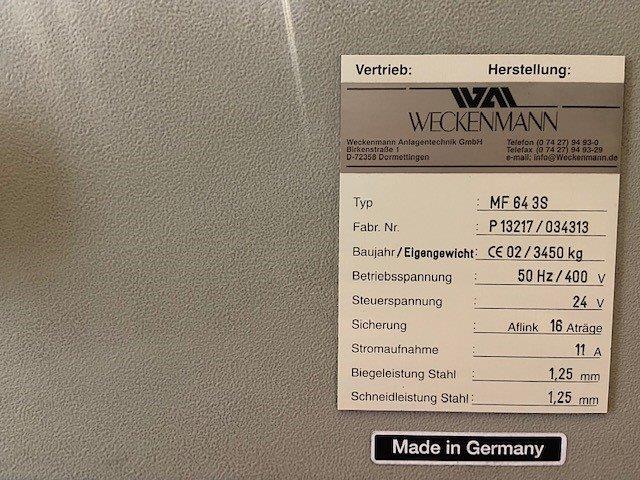 Vertrieb: Herstellung:
WECKENMANN
Weckenmann Anlagentechnik GmbH Telefon (0 74 27) 94 93-0
Birkenstraße 1 Telefax (0 74 27) 94 93-29
D-72358 Dormettingen e-mail: info@Weckenmann.de
Typ : MF 64 3S
Fabr. Nr. : P 13217 / 034313
Baujahr / Eigengewicht : CE 02 / 3450 kg
Betriebsspannung : 50 Hz / 400 V
Steuerspannung : 24 V
Sicherung : Aflink 16 Aträge
Stromaufnahme : 11 A
Biegeleistung Stahl : 1,25 mm
Schneidleistung Stahl : 1,25 mm
Made in Germany